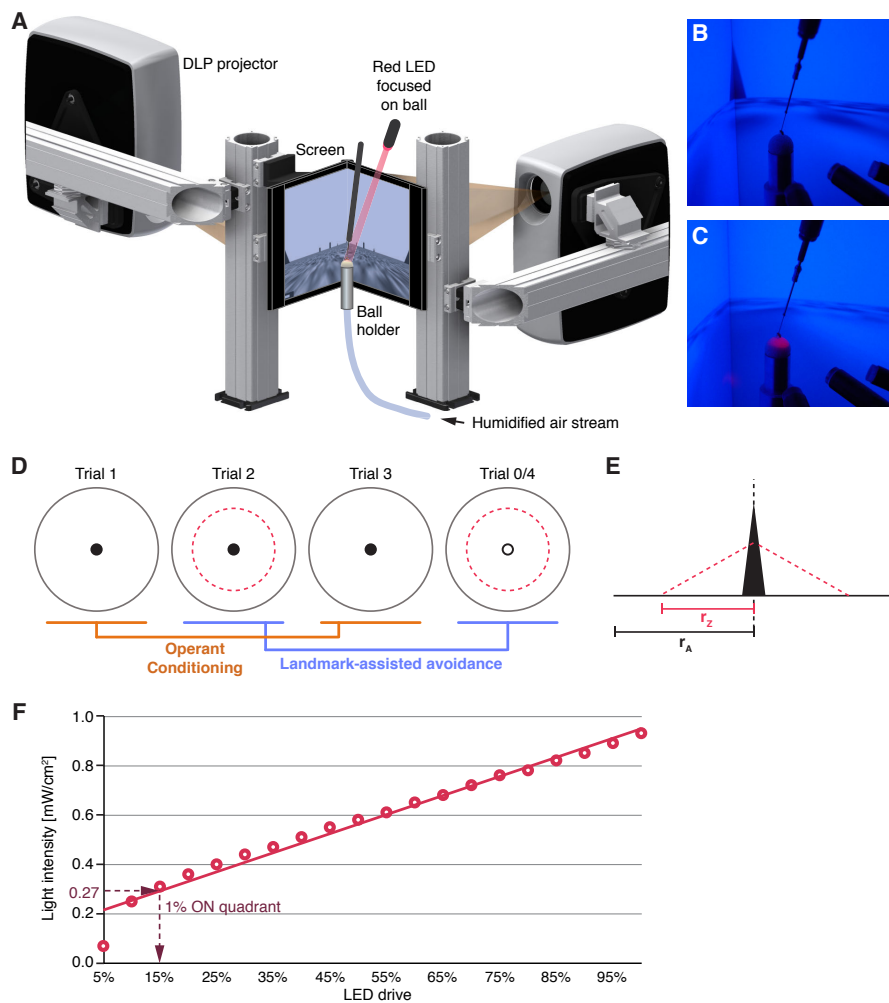 A
DLP projector
Red LED
focused
on ball
Screen
Ball
holder
Humidified air stream
B
C
D
Trial 1
Trial 2
Trial 3
Trial 0/4
Operant
Conditioning
Landmark-assisted avoidance
E
r_Z
r_A
F
Light intensity [mW/cm²]
1.0
0.8
0.6
0.4
0.27
0.2
0.0
1% ON quadrant
5% 15% 25% 35% 45% 55% 65% 75% 85% 95%
LED drive